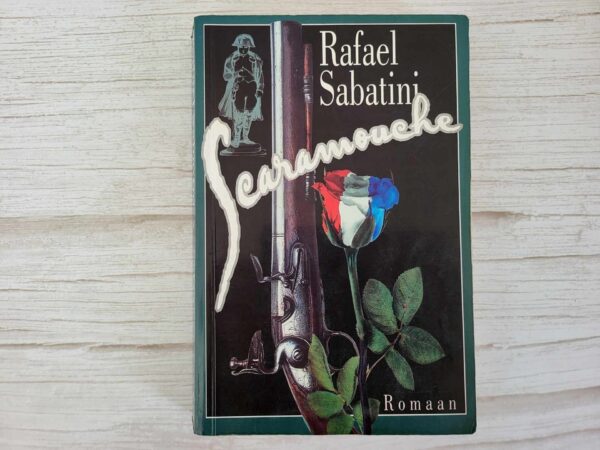 Rafael
Sabatini
Scaramouche
Romaan